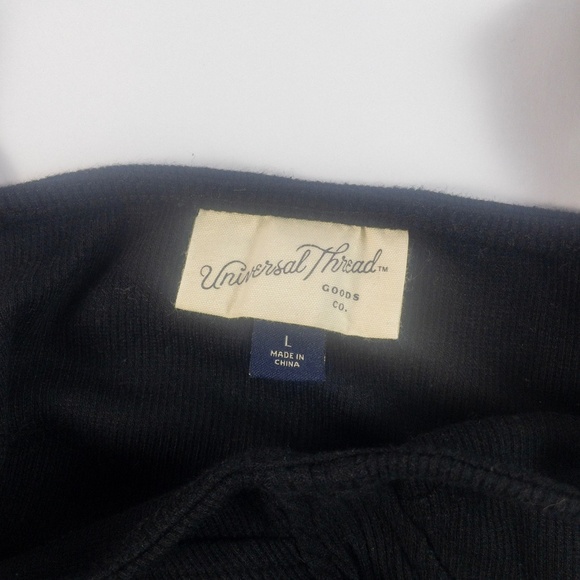 Universal Thread™
GOODS
CO.
L
MADE IN
CHINA